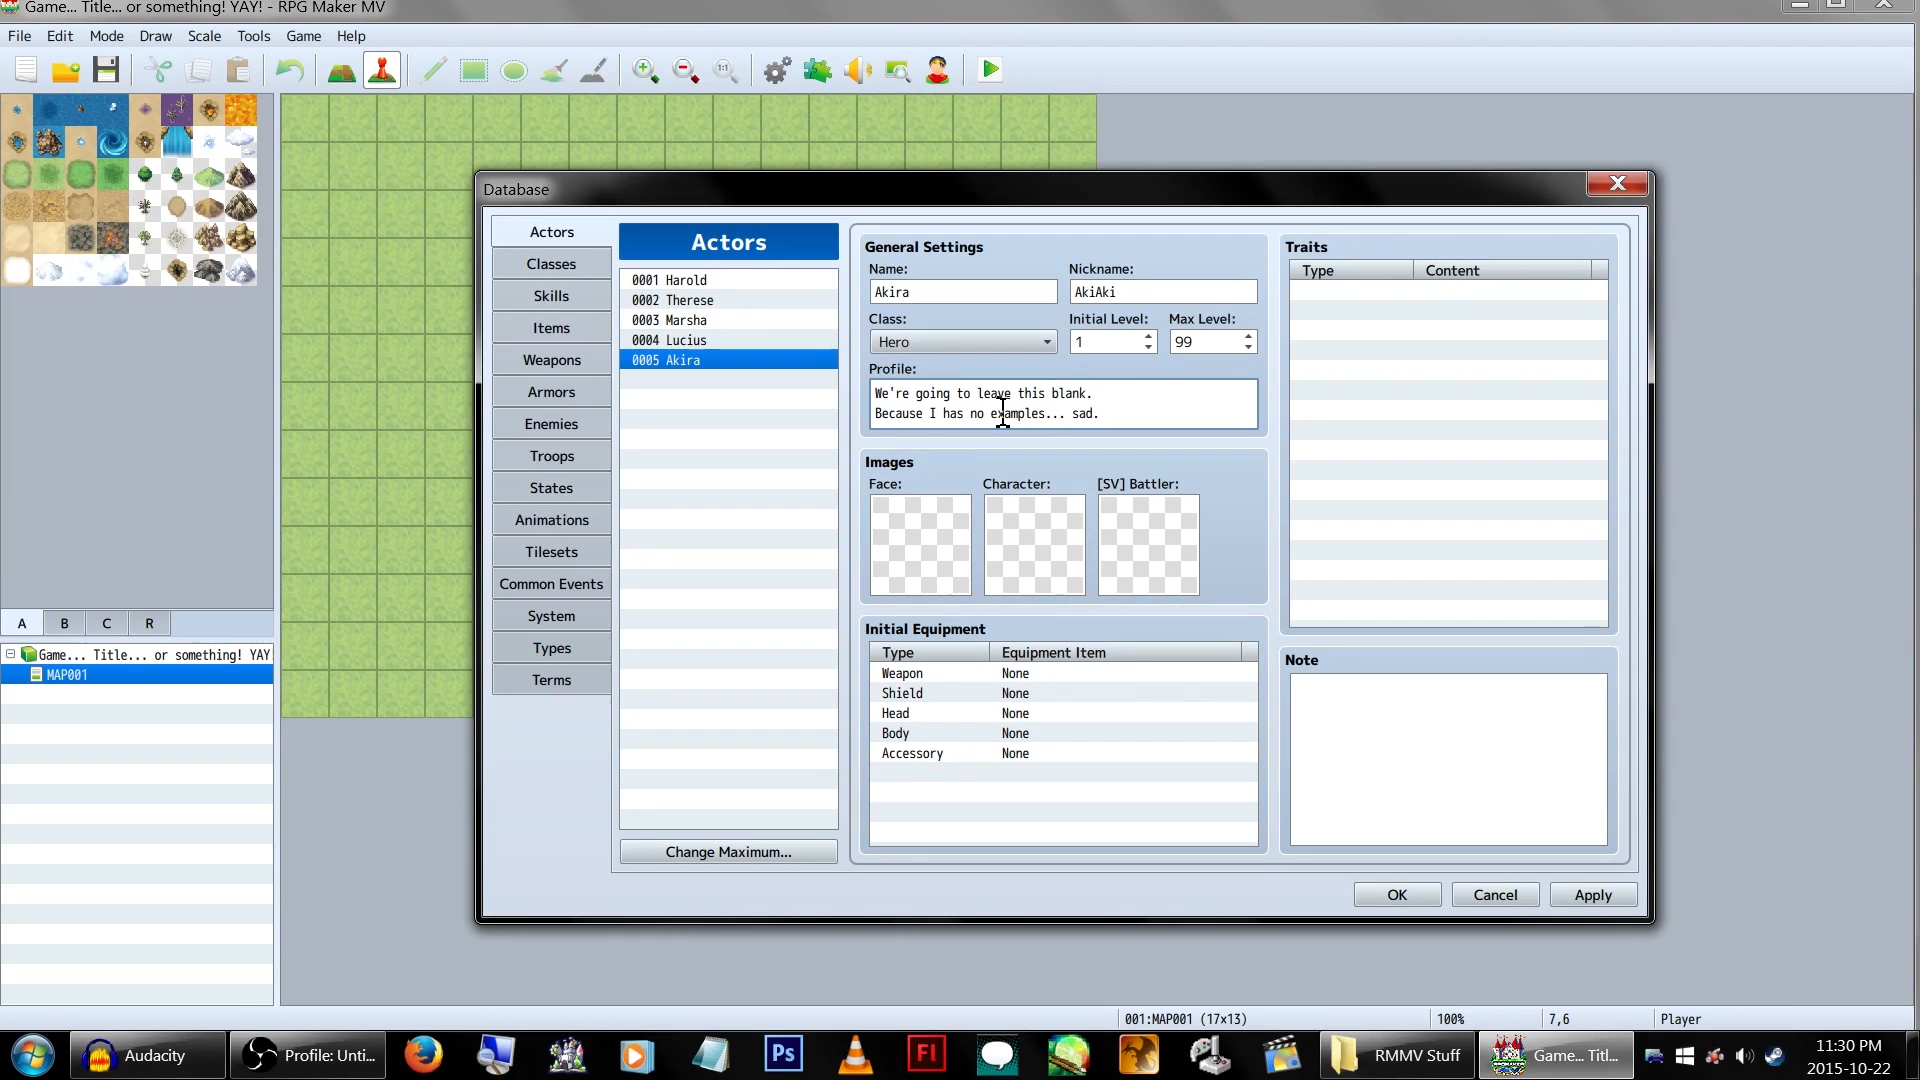 Game... Title... or something! YAY! - RPG Maker MV
File Edit Mode Draw Scale Tools Game Help
1:1
Database
Actors
Classes
Skills
Items
Weapons
Armors
Enemies
Troops
States
Animations
Tilesets
Common Events
System
Types
Terms
Actors
0001 Harold
0002 Therese
0003 Marsha
0004 Lucius
0005 Akira
Change Maximum...
General Settings
Name: Nickname:
Akira AkiAki
Class: Initial Level: Max Level:
Hero 1 99
Profile:
We're going to leave this blank.
Because I has no examples... sad.
Images
Face: Character: [SV] Battler:
Initial Equipment
Type Equipment Item
Weapon None
Shield None
Head None
Body None
Accessory None
Traits
Type Content
Note
OK Cancel Apply
A B C R
Game... Title... or something! YAY
MAP001
001:MAP001 (17x13) 100% 7,6 Player
Audacity Profile: Unti... Ps Fl RMMV Stuff Game... Titl... 11:30 PM
2015-10-22